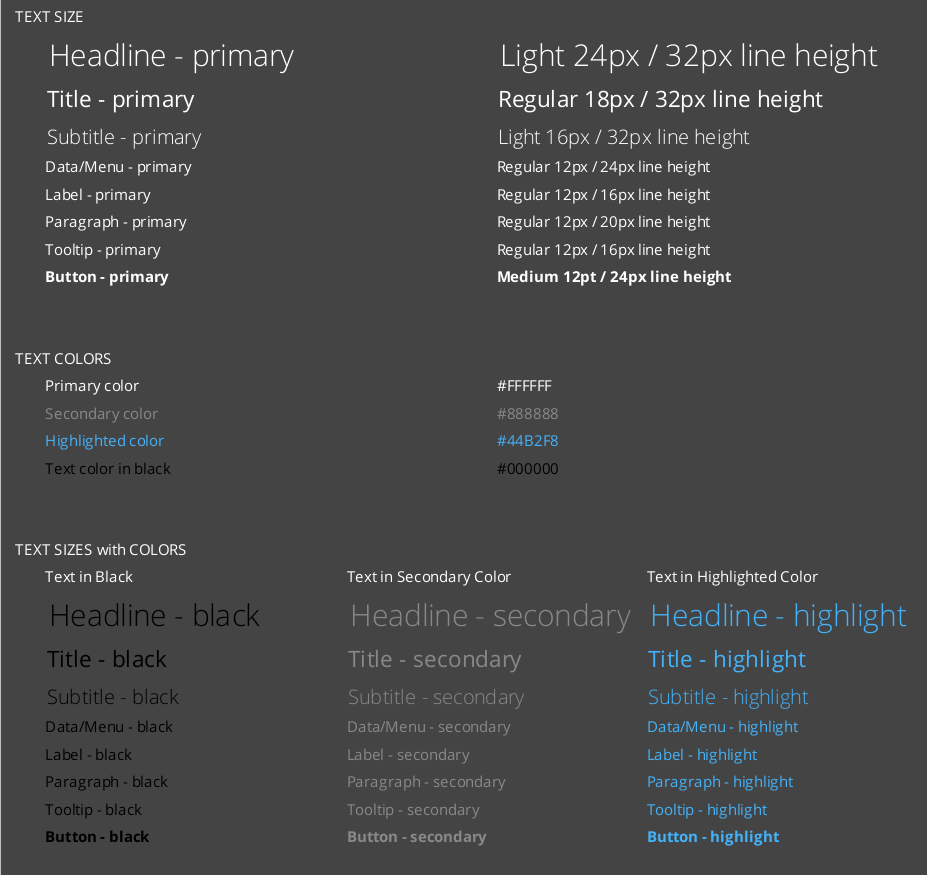 TEXT SIZE
Headline - primary Light 24px / 32px line height
Title - primary Regular 18px / 32px line height
Subtitle - primary Light 16px / 32px line height
Data/Menu - primary Regular 12px / 24px line height
Label - primary Regular 12px / 16px line height
Paragraph - primary Regular 12px / 20px line height
Tooltip - primary Regular 12px / 16px line height
Button - primary Medium 12pt / 24px line height
TEXT COLORS
Primary color #FFFFFF
Secondary color #888888
Highlighted color #44B2F8
Text color in black #000000
TEXT SIZES with COLORS
Text in Black Text in Secondary Color Text in Highlighted Color
Headline - black Headline - secondary Headline - highlight
Title - black Title - secondary Title - highlight
Subtitle - black Subtitle - secondary Subtitle - highlight
Data/Menu - black Data/Menu - secondary Data/Menu - highlight
Label - black Label - secondary Label - highlight
Paragraph - black Paragraph - secondary Paragraph - highlight
Tooltip - black Tooltip - secondary Tooltip - highlight
Button - black Button - secondary Button - highlight